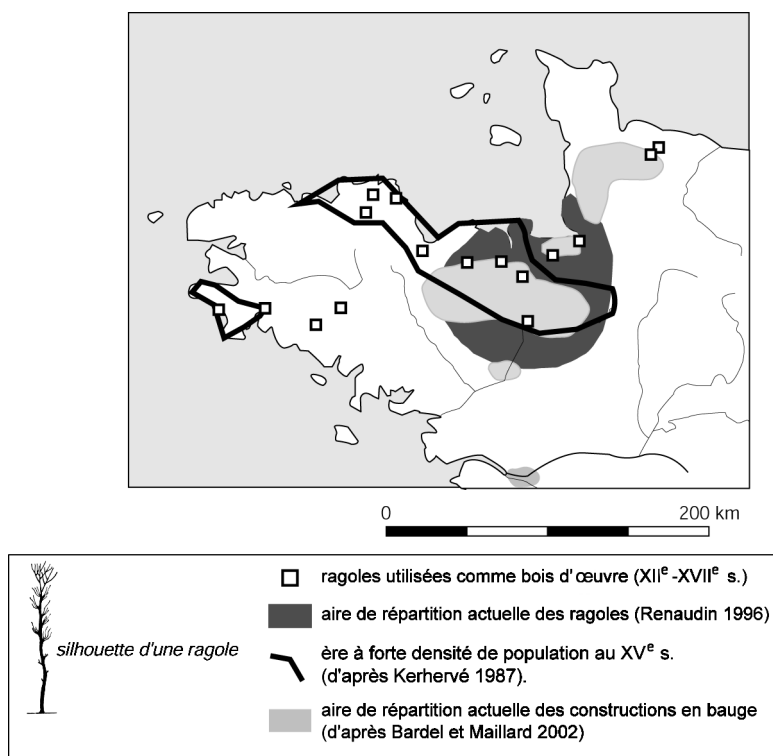 0 200 km
silhouette d'une ragole
ragoles utilisées comme bois d'œuvre (XIIe -XVIIe s.)
aire de répartition actuelle des ragoles (Renaudin 1996)
ère à forte densité de population au XVe s.
(d'après Kerhervé 1987).
aire de répartition actuelle des constructions en bauge
(d'après Bardel et Maillard 2002)